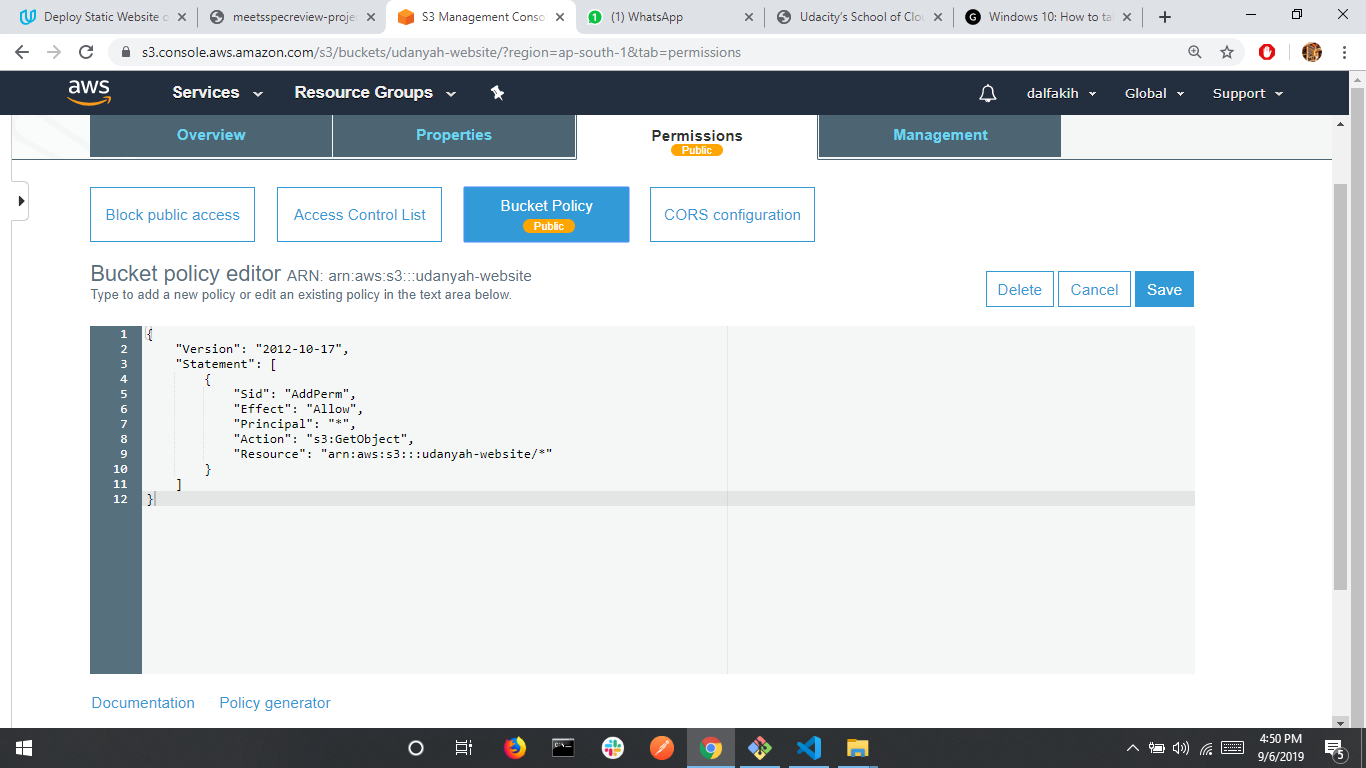 Deploy Static Website o
meetsspecreview-proje
S3 Management Conso
(1) WhatsApp
Udacity's School of Clou
Windows 10: How to ta
s3.console.aws.amazon.com/s3/buckets/udanyah-website/?region=ap-south-1&tab=permissions
aws
Services
Resource Groups
dalfakih
Global
Support
Overview
Properties
Permissions
Public
Management
Block public access
Access Control List
Bucket Policy
Public
CORS configuration
Bucket policy editor ARN: arn:aws:s3:::udanyah-website
Type to add a new policy or edit an existing policy in the text area below.
Delete
Cancel
Save
1 {
2 "Version": "2012-10-17",
3 "Statement": [
4 {
5 "Sid": "AddPerm",
6 "Effect": "Allow",
7 "Principal": "*",
8 "Action": "s3:GetObject",
9 "Resource": "arn:aws:s3:::udanyah-website/*"
10 }
11 ]
12 }
Documentation
Policy generator
4:50 PM
9/6/2019
5